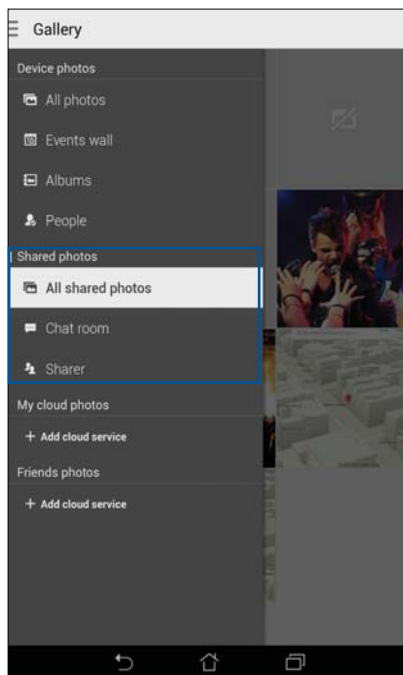 Gallery
Device photos
All photos
Events wall
Albums
People
Shared photos
All shared photos
Chat room
Sharer
My cloud photos
+ Add cloud service
Friends photos
+ Add cloud service